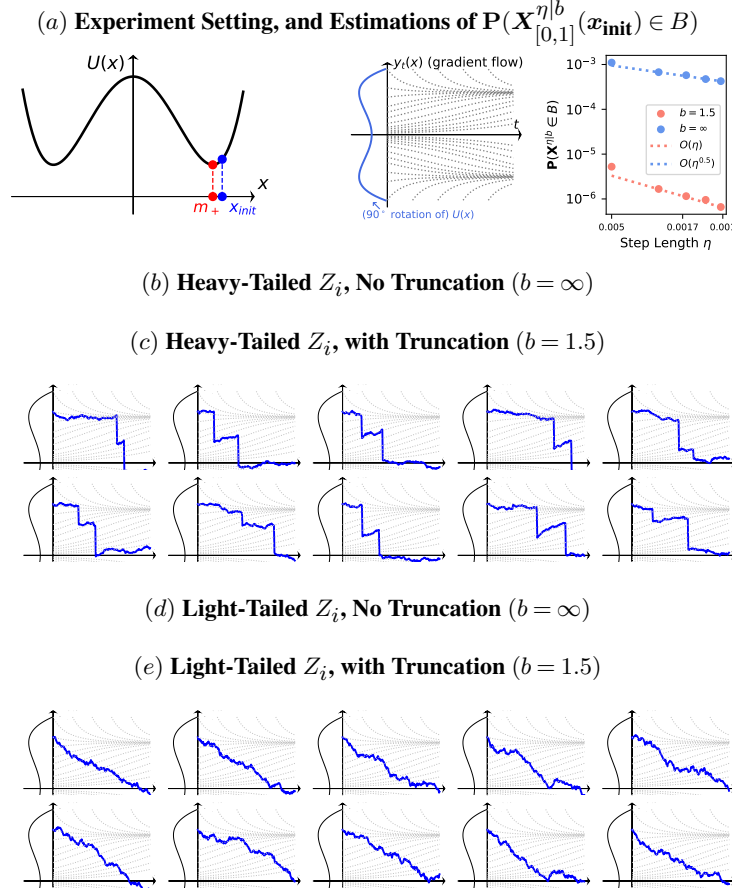 (a) Experiment Setting, and Estimations of P(X^{η|b}_{[0,1]}(x_init) ∈ B)
U(x)
x
m_+
x_init
y_t(x) (gradient flow)
t
(90° rotation of) U(x)
P(X^{η|b} ∈ B)
10^{-3}
10^{-4}
10^{-5}
10^{-6}
b = 1.5
b = ∞
O(η)
O(η^{0.5})
0.005
0.0017
Step Length η
(b) Heavy-Tailed Z_i, No Truncation (b = ∞)
(c) Heavy-Tailed Z_i, with Truncation (b = 1.5)
(d) Light-Tailed Z_i, No Truncation (b = ∞)
(e) Light-Tailed Z_i, with Truncation (b = 1.5)